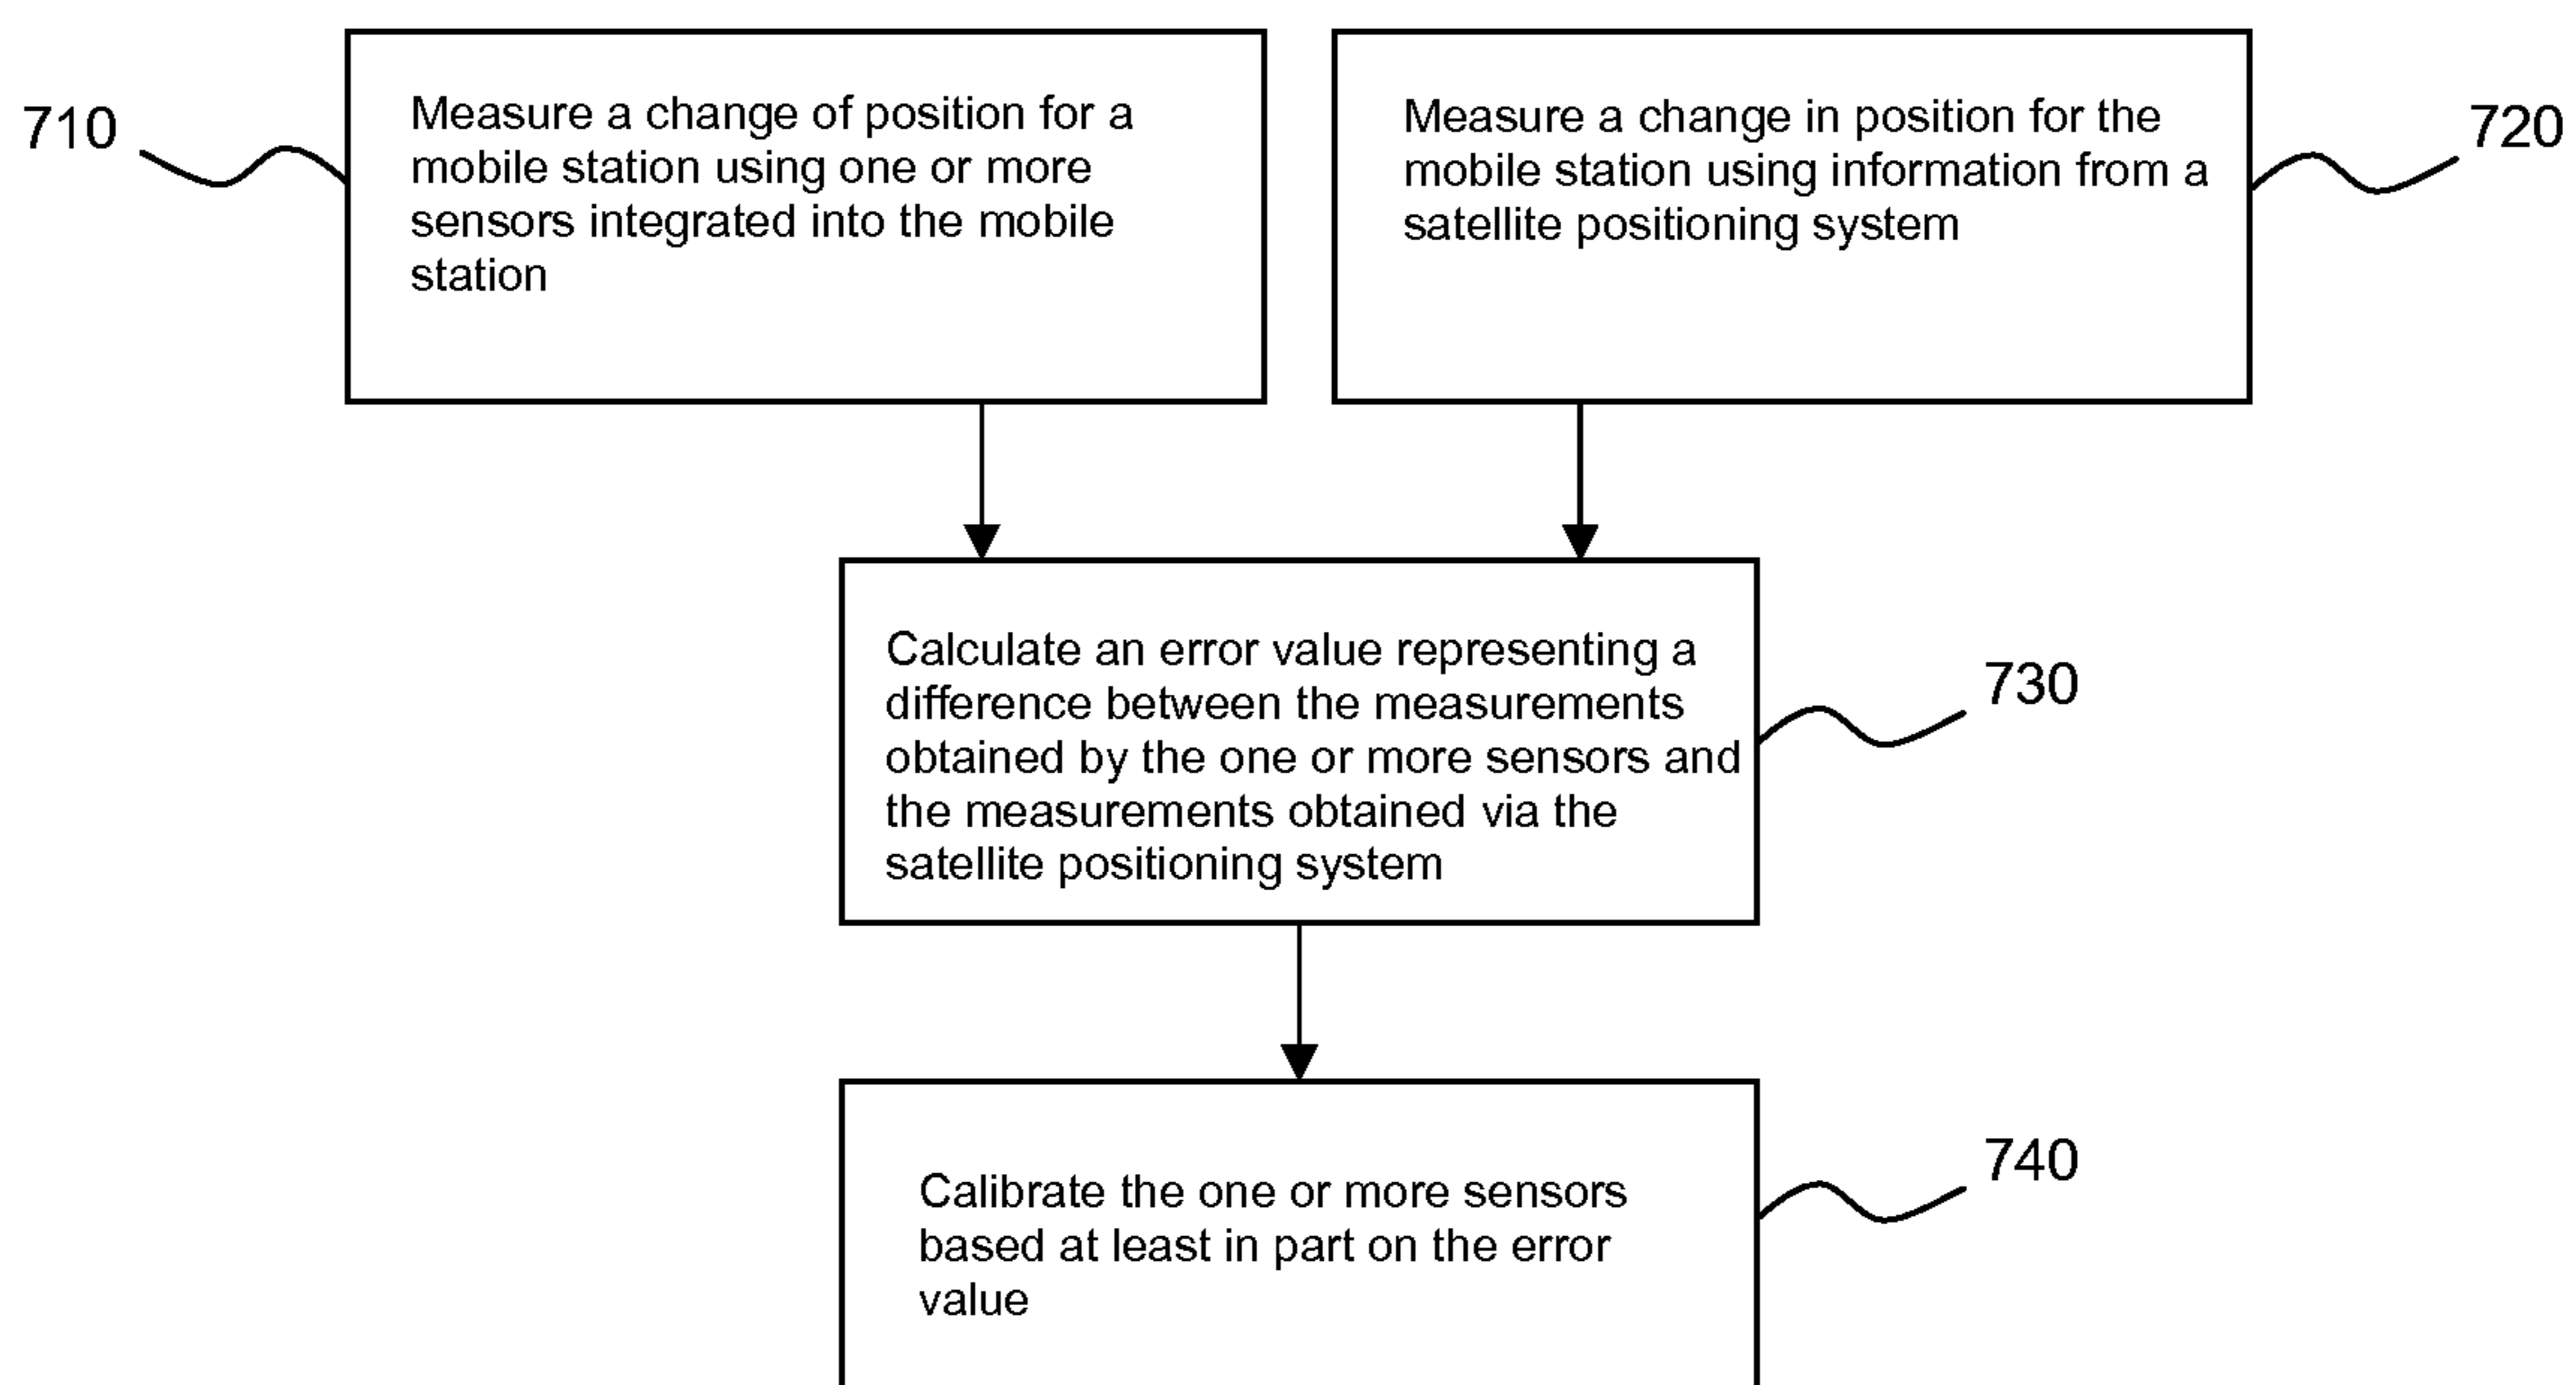 710
Measure a change of position for a
mobile station using one or more
sensors integrated into the mobile
station
Measure a change in position for the
mobile station using information from a
satellite positioning system
720
Calculate an error value representing a
difference between the measurements
obtained by the one or more sensors and
the measurements obtained via the
satellite positioning system
730
Calibrate the one or more sensors
based at least in part on the error
value
740